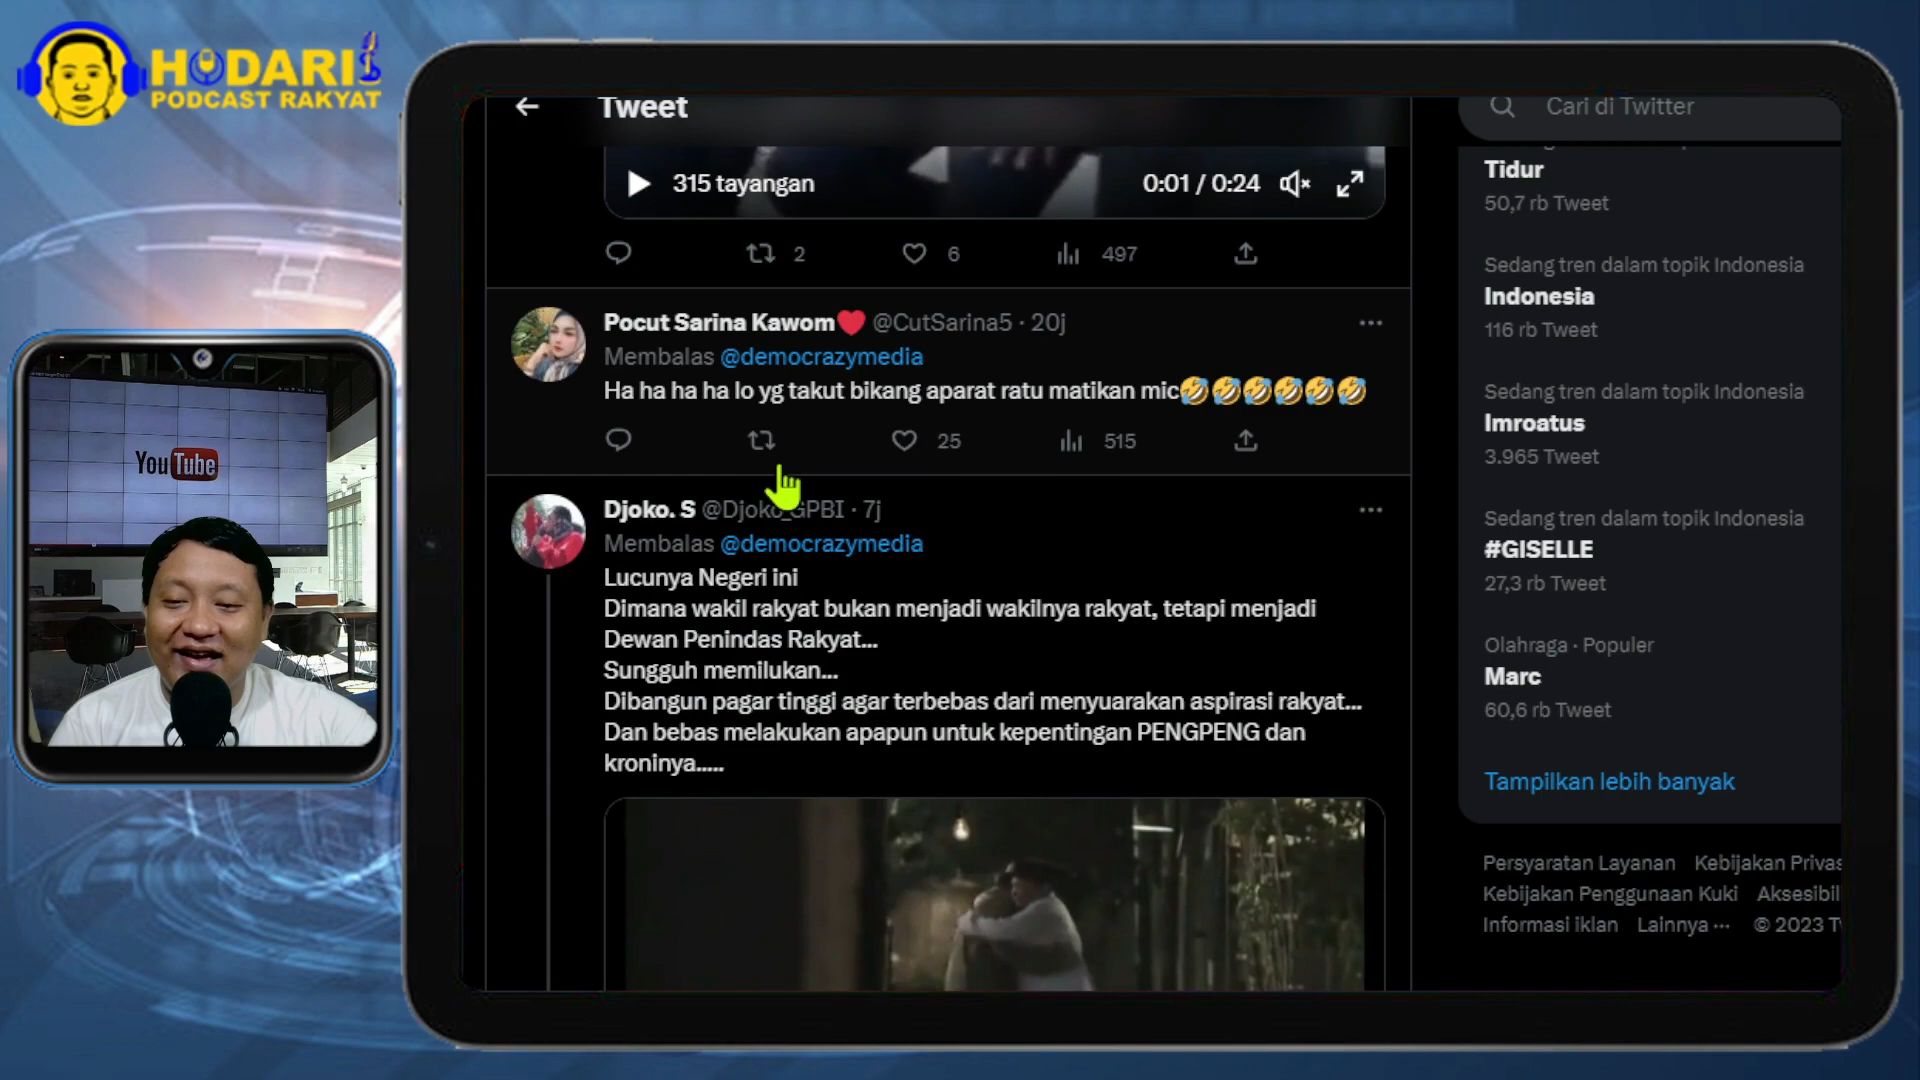 HODARI
PODCAST RAKYAT
YouTube
Tweet
Cari di Twitter
315 tayangan
0:01 / 0:24
2
6
497
Pocut Sarina Kawom❤️ @CutSarina5 · 20j
Membalas @democrazymedia
Ha ha ha ha lo yg takut bikang aparat ratu matikan mic🤣🤣🤣🤣🤣🤣
25
515
Djoko. S @Djoko_GPBI · 7j
Membalas @democrazymedia
Lucunya Negeri ini
Dimana wakil rakyat bukan menjadi wakilnya rakyat, tetapi menjadi
Dewan Penindas Rakyat...
Sungguh memilukan...
Dibangun pagar tinggi agar terbebas dari menyuarakan aspirasi rakyat...
Dan bebas melakukan apapun untuk kepentingan PENGPENG dan
kroninya.....
Tidur
50,7 rb Tweet
Sedang tren dalam topik Indonesia
Indonesia
116 rb Tweet
Sedang tren dalam topik Indonesia
Imroatus
3.965 Tweet
Sedang tren dalam topik Indonesia
#GISELLE
27,3 rb Tweet
Olahraga · Populer
Marc
60,6 rb Tweet
Tampilkan lebih banyak
Persyaratan Layanan Kebijakan Privas
Kebijakan Penggunaan Kuki Aksesibil
Informasi iklan Lainnya ··· © 2023 Tw